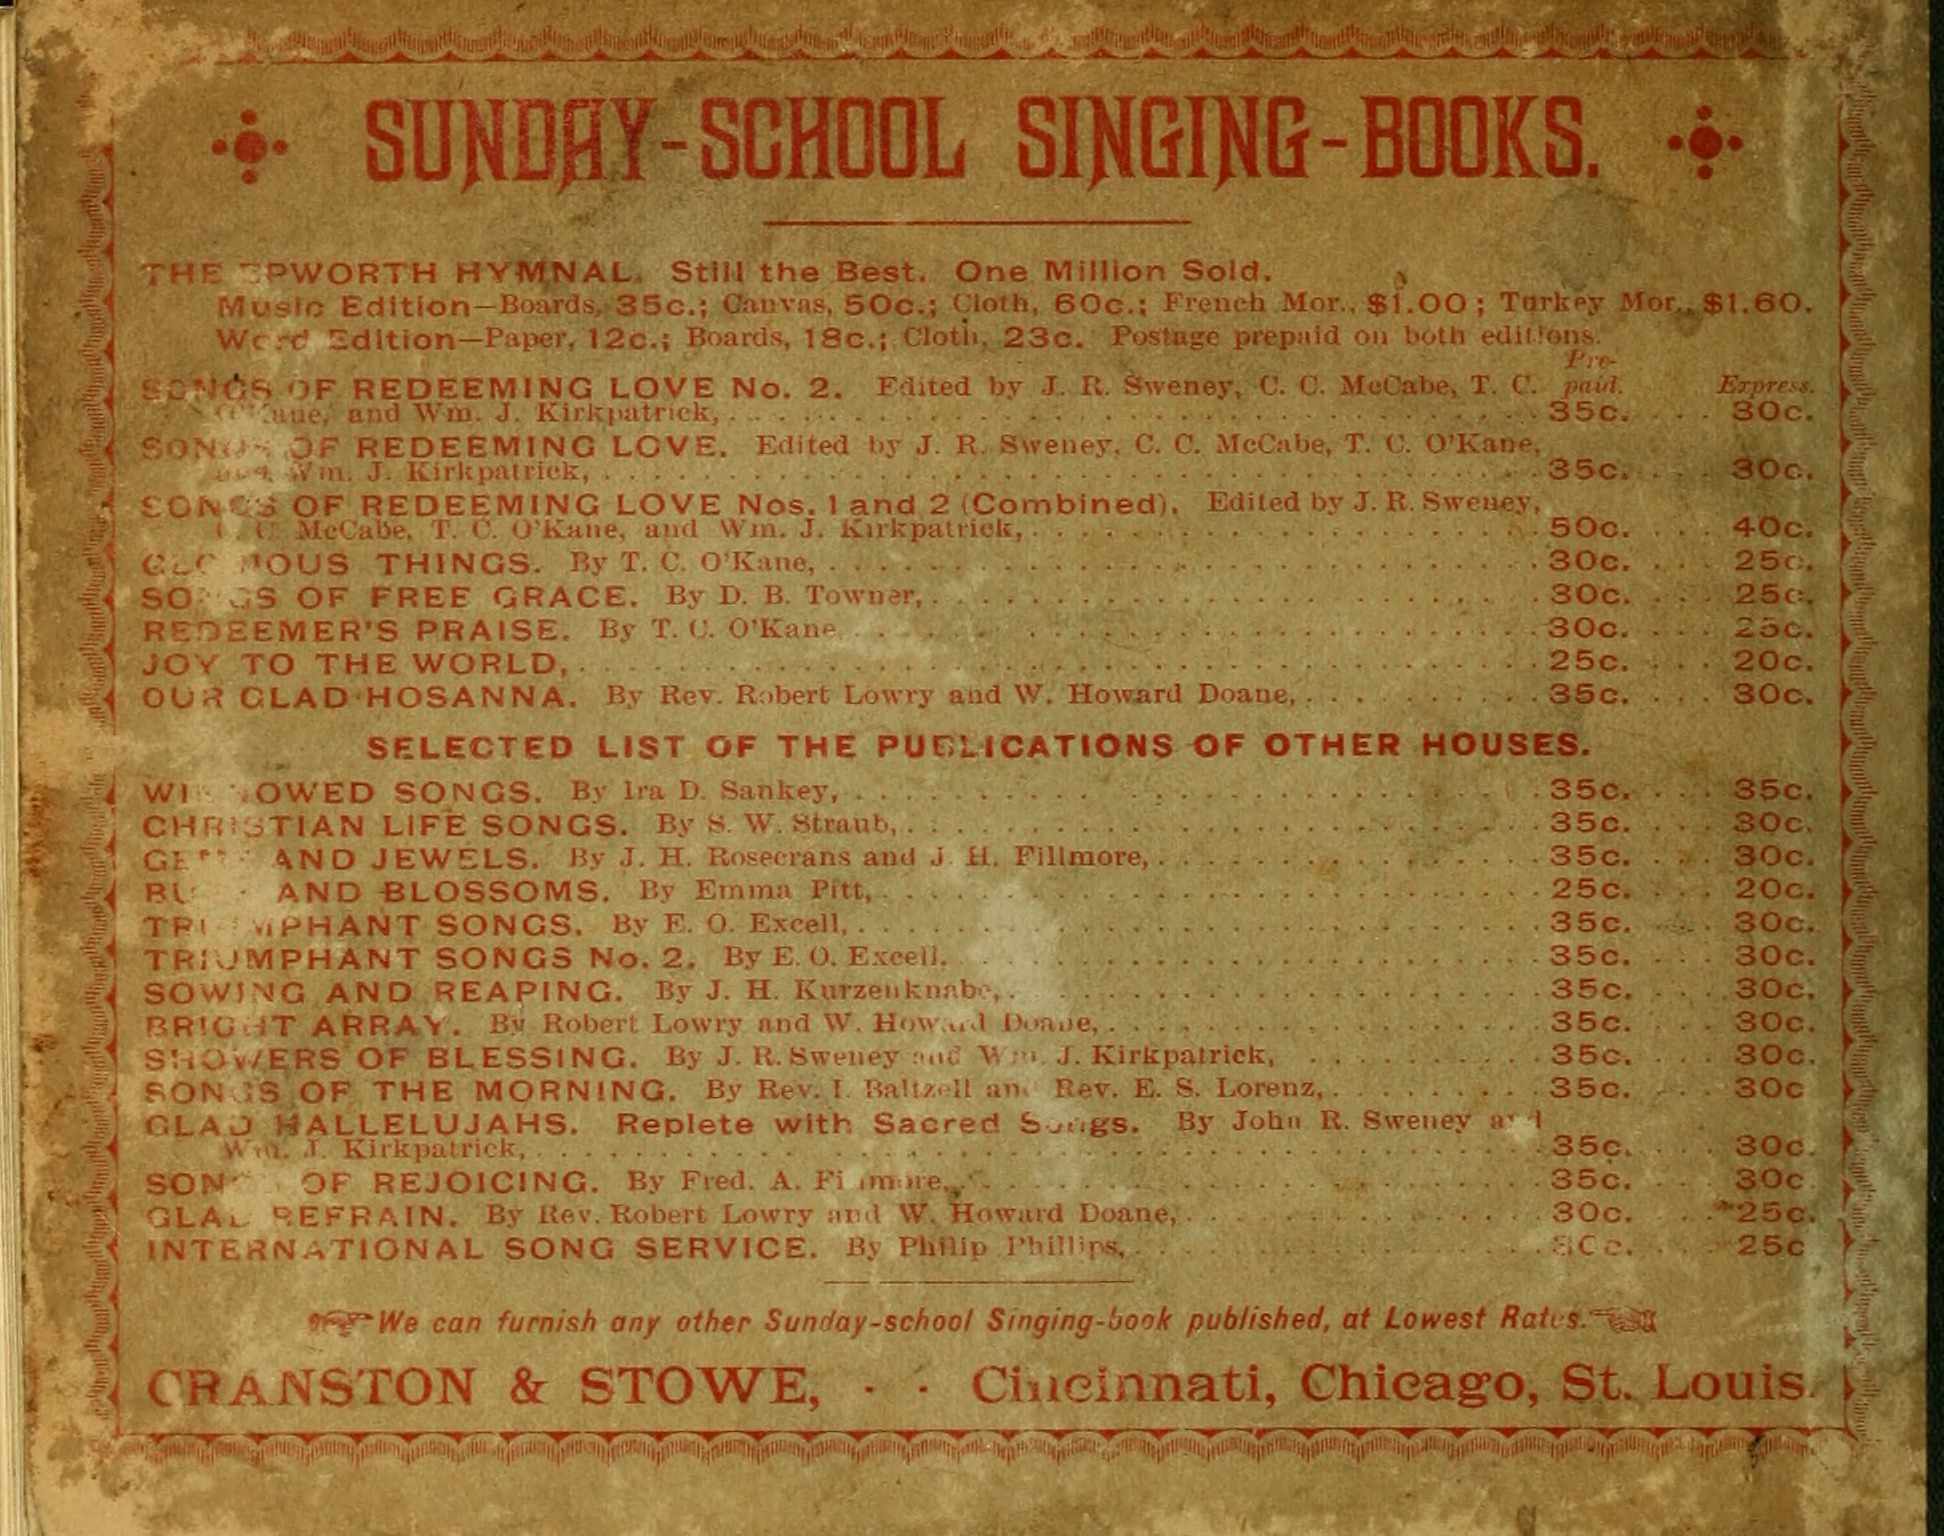 SUNDAY-SCHOOL SINGING-BOOKS.
THE EPWORTH HYMNAL. Still the Best. One Million Sold.
Music Edition—Boards, 35c.; Canvas, 50c.; Cloth, 60c.; French Mor., $1.00; Turkey Mor., $1.60.
Word Edition—Paper, 12c.; Boards, 18c.; Cloth, 23c. Postage prepaid on both editions.
Pre-
SONGS OF REDEEMING LOVE No. 2. Edited by J. R. Sweney, C. C. McCabe, T. C. paid. Express.
O'Kane, and Wm. J. Kirkpatrick, 35c. 30c.
SONGS OF REDEEMING LOVE. Edited by J. R. Sweney, C. C. McCabe, T. C. O'Kane,
and Wm. J. Kirkpatrick, 35c. 30c.
SONGS OF REDEEMING LOVE Nos. 1 and 2 (Combined). Edited by J. R. Sweney,
C. C. McCabe, T. C. O'Kane, and Wm. J. Kirkpatrick, 50c. 40c.
GLORIOUS THINGS. By T. C. O'Kane, 30c. 25c.
SONGS OF FREE GRACE. By D. B. Towner, 30c. 25c.
REDEEMER'S PRAISE. By T. C. O'Kane, 30c. 25c.
JOY TO THE WORLD, 25c. 20c.
OUR GLAD HOSANNA. By Rev. Robert Lowry and W. Howard Doane, 35c. 30c.
SELECTED LIST OF THE PUBLICATIONS OF OTHER HOUSES.
WINNOWED SONGS. By Ira D. Sankey, 35c. 35c.
CHRISTIAN LIFE SONGS. By S. W. Straub, 35c. 30c.
GEMS AND JEWELS. By J. H. Rosecrans and J. H. Fillmore, 35c. 30c.
AND BLOSSOMS. By Emma Pitt, 25c. 20c.
TRIUMPHANT SONGS. By E. O. Excell, 35c. 30c.
TRIUMPHANT SONGS No. 2. By E. O. Excell. 35c. 30c.
SOWING AND REAPING. By J. H. Kurzenknabe, 35c. 30c.
BRIGHT ARRAY. By Robert Lowry and W. Howard Doane, 35c. 30c.
SHOWERS OF BLESSING. By J. R. Sweney and Wm. J. Kirkpatrick, 35c. 30c.
SONGS OF THE MORNING. By Rev. I. Baltzell and Rev. E. S. Lorenz, 35c. 30c
GLAD HALLELUJAHS. Replete with Sacred Songs. By John R. Sweney and
Wm. J. Kirkpatrick, 35c. 30c.
SONGS OF REJOICING. By Fred. A. Fillmore, 35c. 30c
GLAD REFRAIN. By Rev. Robert Lowry and W. Howard Doane, 30c. 25c.
INTERNATIONAL SONG SERVICE. By Philip Phillips, 30c. 25c
We can furnish any other Sunday-school Singing-book published, at Lowest Rates.
CRANSTON & STOWE, · · Cincinnati, Chicago, St. Louis.